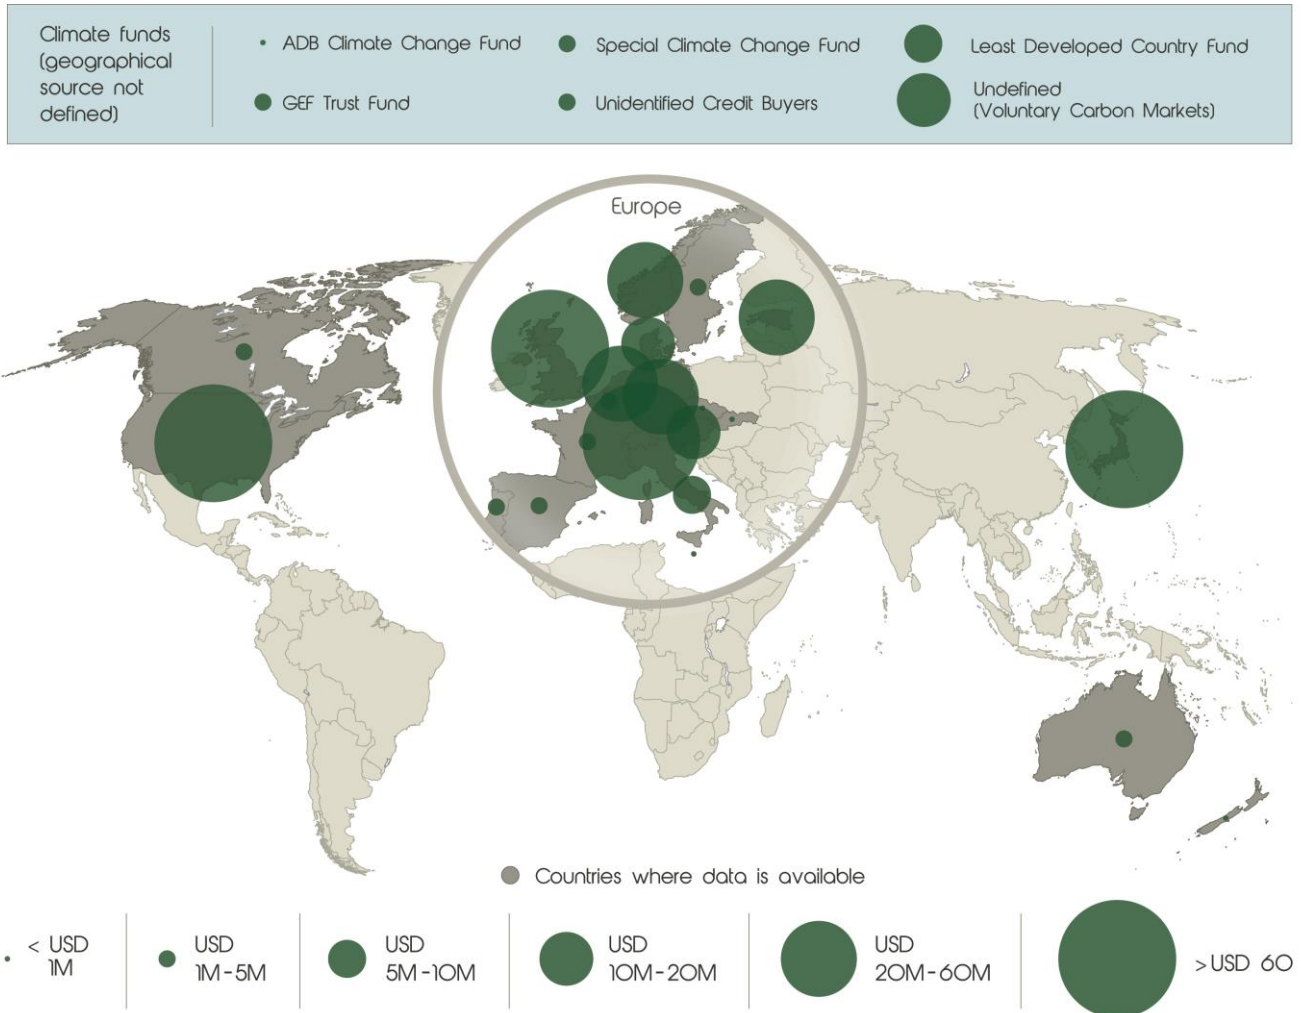 Climate funds
(geographical
source not
defined)
ADB Climate Change Fund
Special Climate Change Fund
Least Developed Country Fund
GEF Trust Fund
Unidentified Credit Buyers
Undefined
(Voluntary Carbon Markets)
Europe
Countries where data is available
< USD
1M
USD
1M-5M
USD
5M-10M
USD
10M-20M
USD
20M-60M
>USD 60